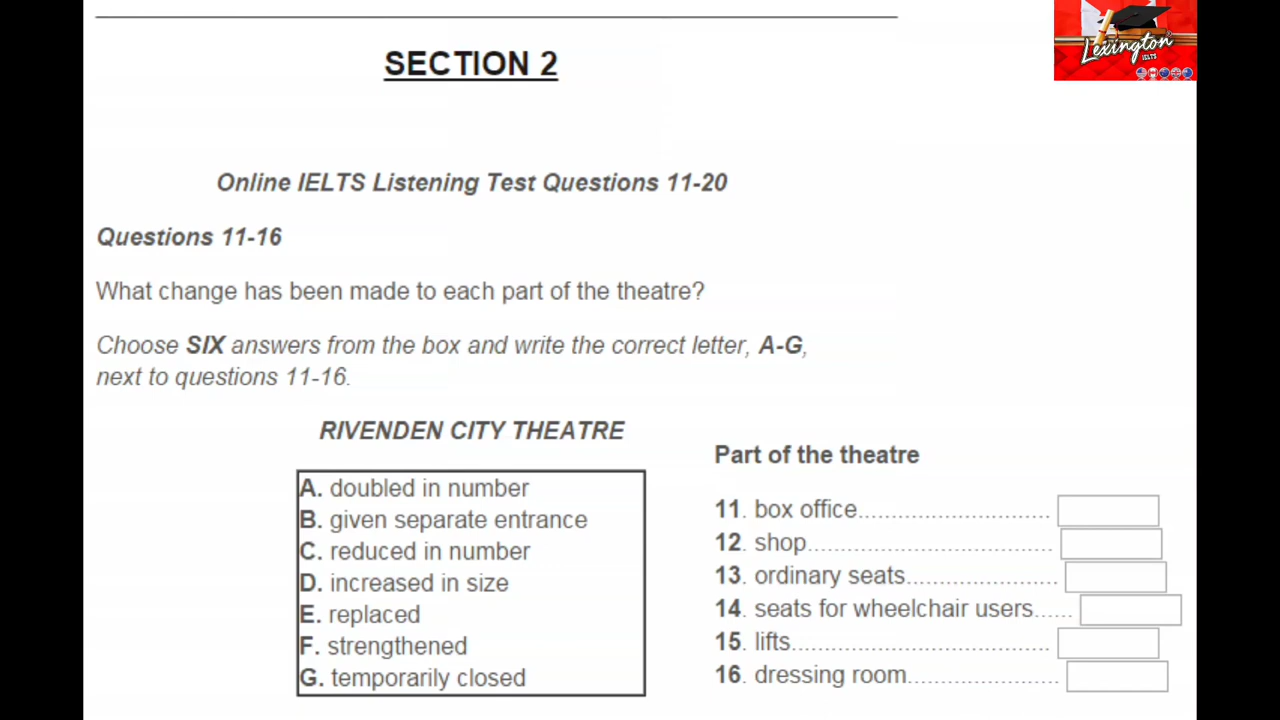 Lexington
IELTS
SECTION 2
Online IELTS Listening Test Questions 11-20
Questions 11-16
What change has been made to each part of the theatre?
Choose SIX answers from the box and write the correct letter, A-G,
next to questions 11-16.
RIVENDEN CITY THEATRE
A. doubled in number
B. given separate entrance
C. reduced in number
D. increased in size
E. replaced
F. strengthened
G. temporarily closed
Part of the theatre
11. box office.............................
12. shop.....................................
13. ordinary seats.......................
14. seats for wheelchair users......
15. lifts.......................................
16. dressing room.......................